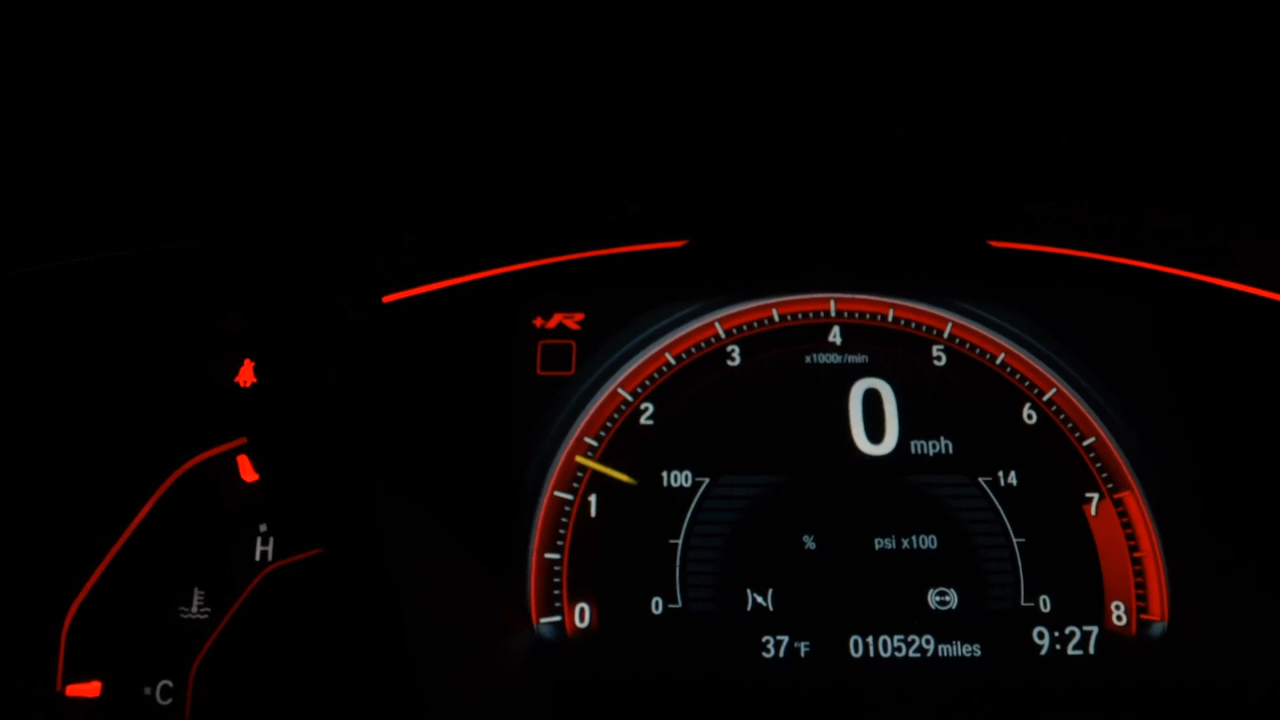 +R
4
3 5
x1000r/min
2 6
0 mph
100 14
1 7
% psi x100
H
0 0
0 8
37 °F 010529 miles 9:27
C